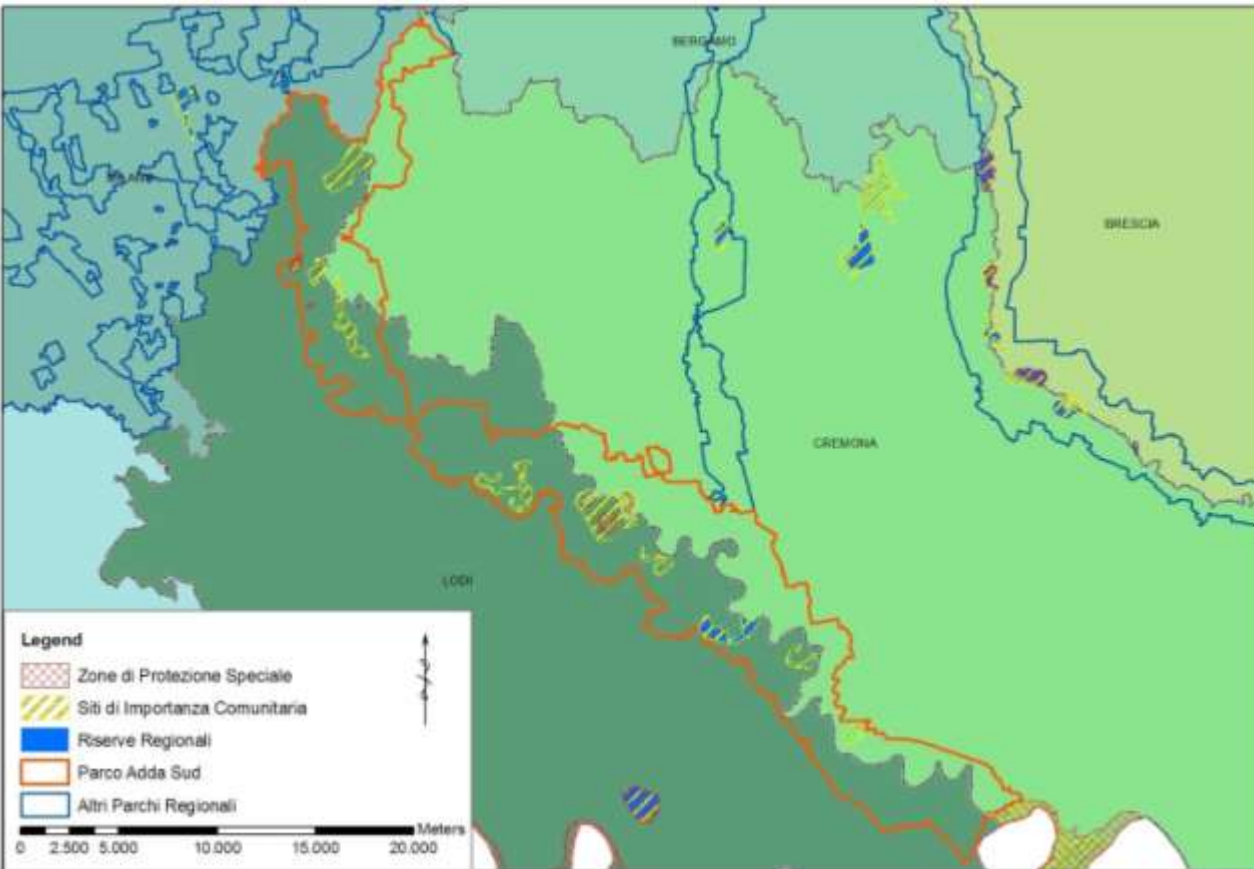 BERGAMO
MILANO
BRESCIA
CREMONA
LODI
Legend
Zone di Protezione Speciale
Siti di Importanza Comunitaria
Riserve Regionali
Parco Adda Sud
Altri Parchi Regionali
Meters
0 2.500 5.000 10.000 15.000 20.000